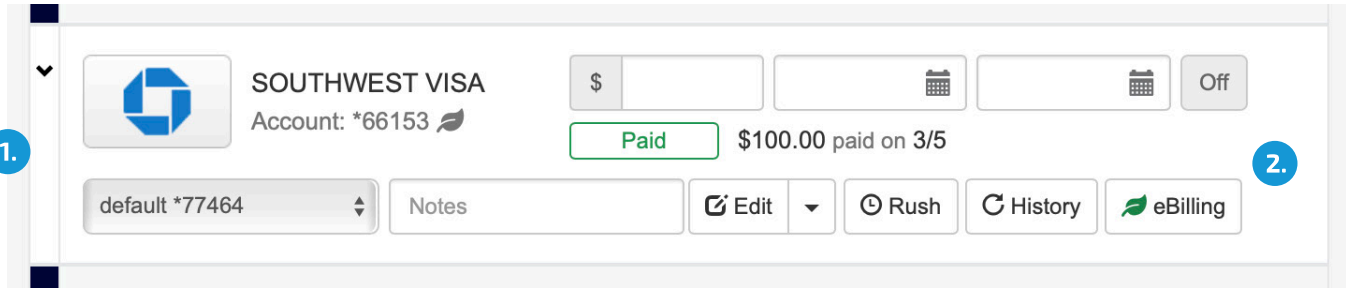 SOUTHWEST VISA
$
Off
Account: *66153
Paid
$100.00 paid on 3/5
1.
2.
default *77464
Notes
Edit
Rush
History
eBilling